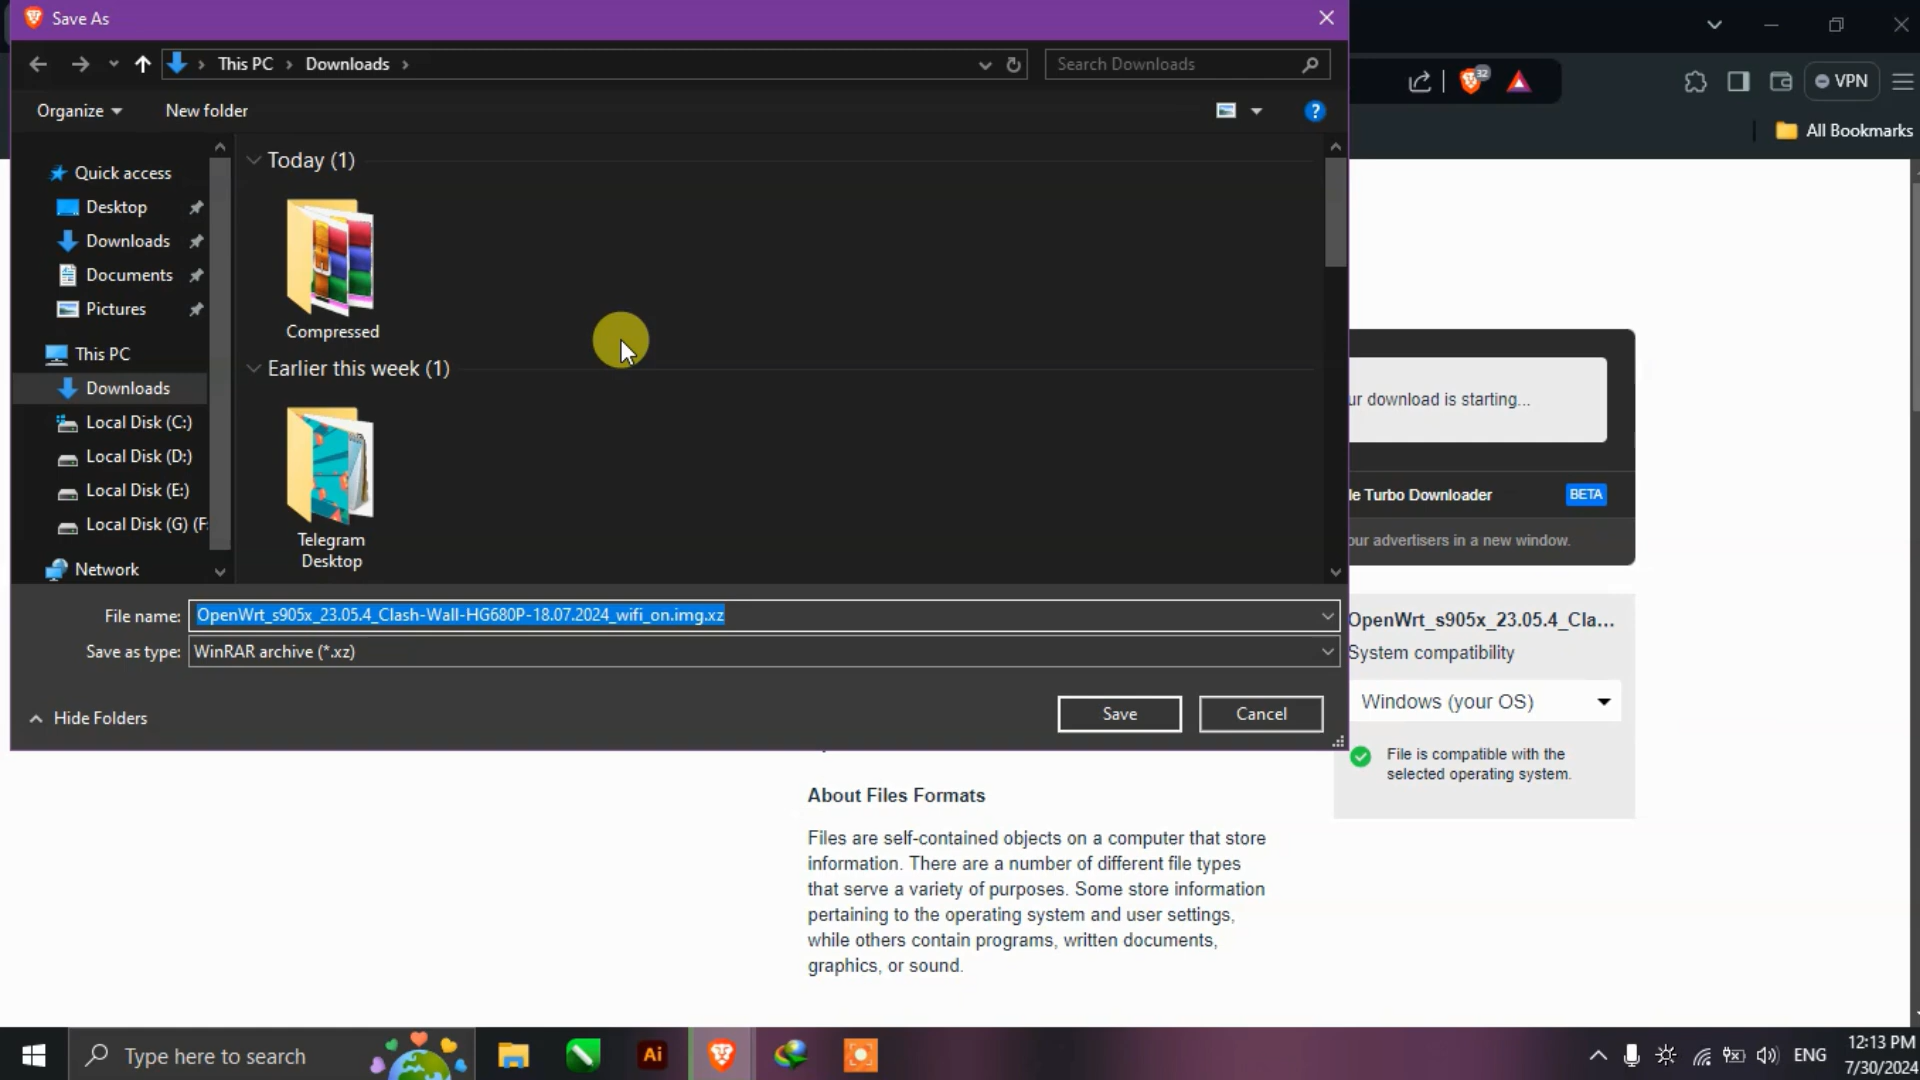 Save As
This PC
Downloads
Search Downloads
Organize
New folder
?
32
VPN
All Bookmarks
Quick access
Desktop
Downloads
Documents
Pictures
This PC
Downloads
Local Disk (C:)
Local Disk (D:)
Local Disk (E:)
Local Disk (G) (F:
Network
Today (1)
Compressed
Earlier this week (1)
Telegram
Desktop
File name:
OpenWrt_s905x_23.05.4_Clash-Wall-HG680P-18.07.2024_wifi_on.img.xz
Save as type:
WinRAR archive (*.xz)
Hide Folders
Save
Cancel
ur download is starting...
le Turbo Downloader
BETA
our advertisers in a new window.
OpenWrt_s905x_23.05.4_Cla...
System compatibility
Windows (your OS)
File is compatible with the
selected operating system.
About Files Formats
Files are self-contained objects on a computer that store
information. There are a number of different file types
that serve a variety of purposes. Some store information
pertaining to the operating system and user settings,
while others contain programs, written documents,
graphics, or sound.
Type here to search
Ai
ENG
12:13 PM
7/30/2024